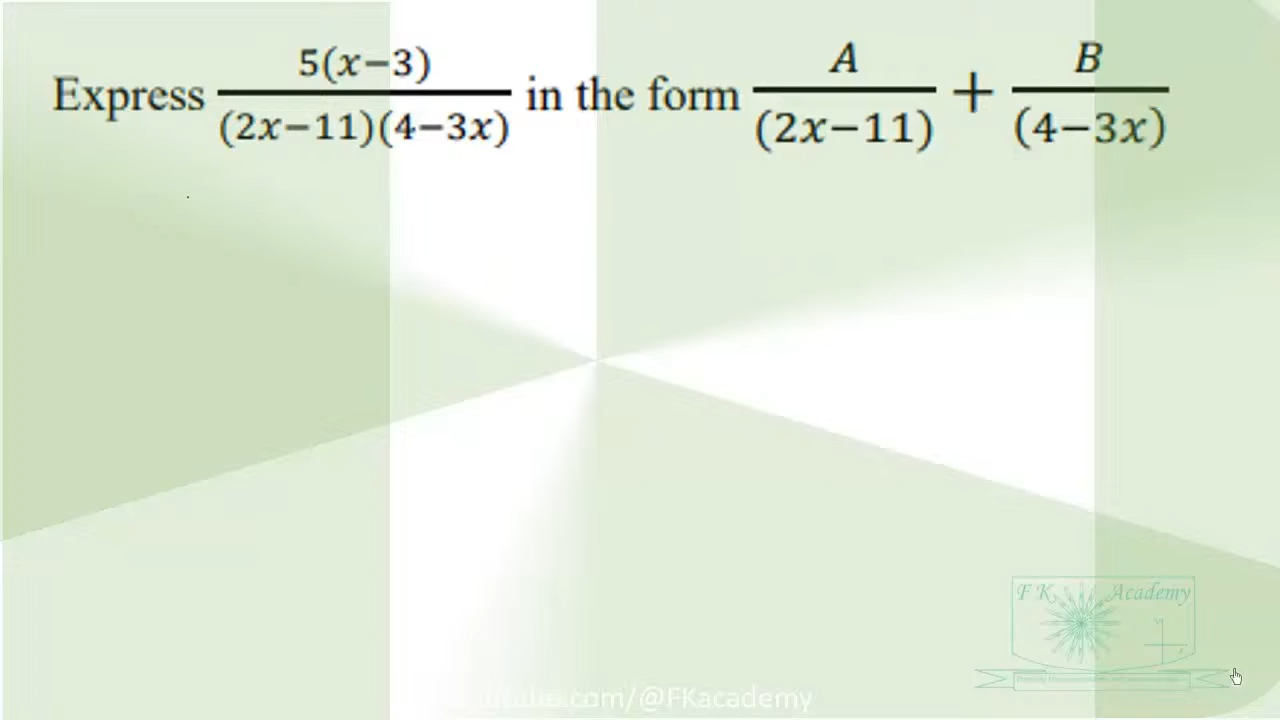 Express 5(x−3)/(2x−11)(4−3x) in the form A/(2x−11) + B/(4−3x)
F K Academy
.com/@FKacademy